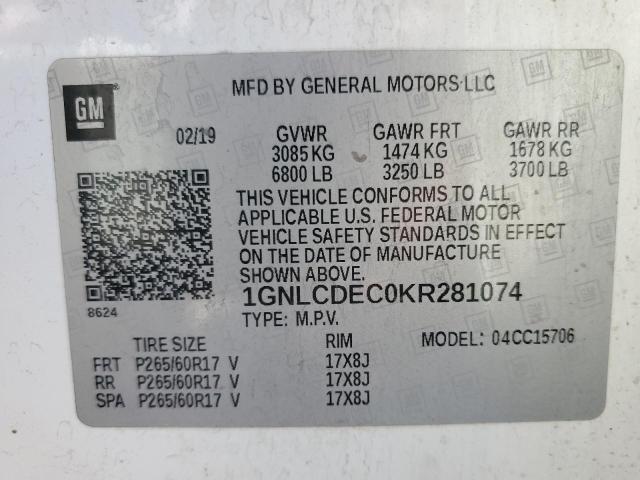 GM
MFD BY GENERAL MOTORS LLC
02/19 GVWR GAWR FRT GAWR RR
3085 KG 1474 KG 1678 KG
6800 LB 3250 LB 3700 LB
THIS VEHICLE CONFORMS TO ALL
APPLICABLE U.S. FEDERAL MOTOR
VEHICLE SAFETY STANDARDS IN EFFECT
ON THE DATE OF MANUFACTURE
SHOWN ABOVE.
1GNLCDEC0KR281074
8624
TYPE: M.P.V.
TIRE SIZE RIM MODEL: 04CC15706
FRT P265/60R17 V 17X8J
RR P265/60R17 V 17X8J
SPA P265/60R17 V 17X8J